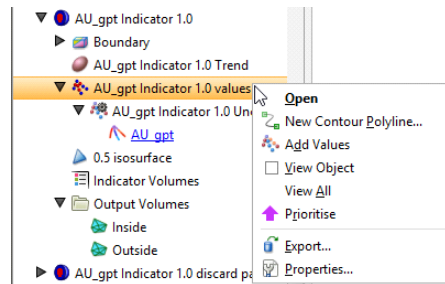 AU_gpt Indicator 1.0
Boundary
AU_gpt Indicator 1.0 Trend
AU_gpt Indicator 1.0 values
Open
AU_gpt Indicator 1.0
New Contour Polyline...
AU_gpt
Add Values
0.5 isosurface
View Object
Indicator Volumes
View All
Output Volumes
Prioritise
Inside
Export...
Outside
Properties...
AU_gpt Indicator 1.0 discard